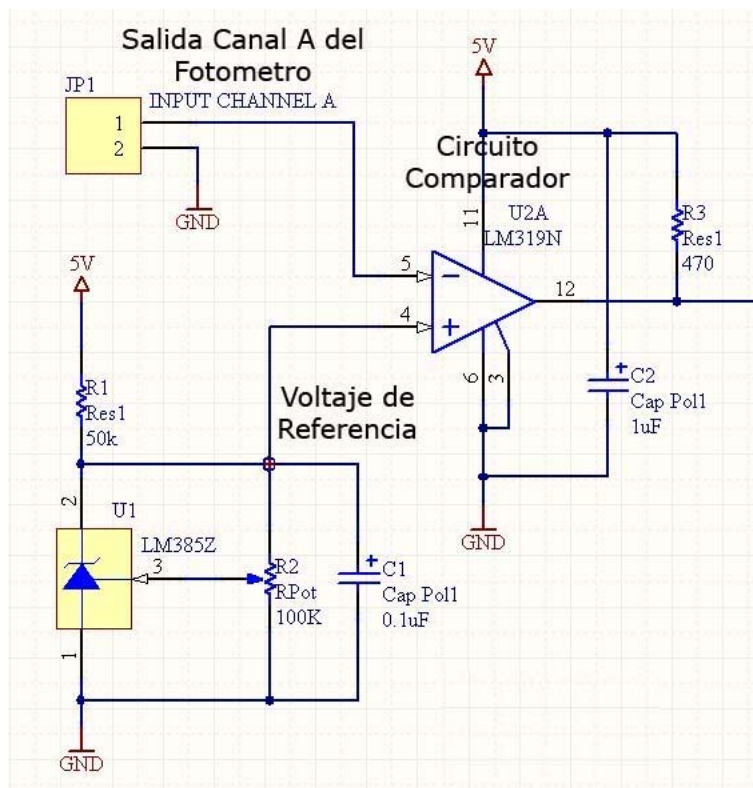 Salida Canal A del
Fotometro
JP1
INPUT CHANNEL A
1
2
GND
5V
Circuito
Comparador
11
U2A
LM319N
R3
Res1
470
5
4
12
6
3
5V
R1
Res1
50k
Voltaje de
Referencia
C2
Cap Pol1
1uF
GND
2
U1
LM385Z
3
R2
RPot
100K
C1
Cap Pol1
0.1uF
1
GND